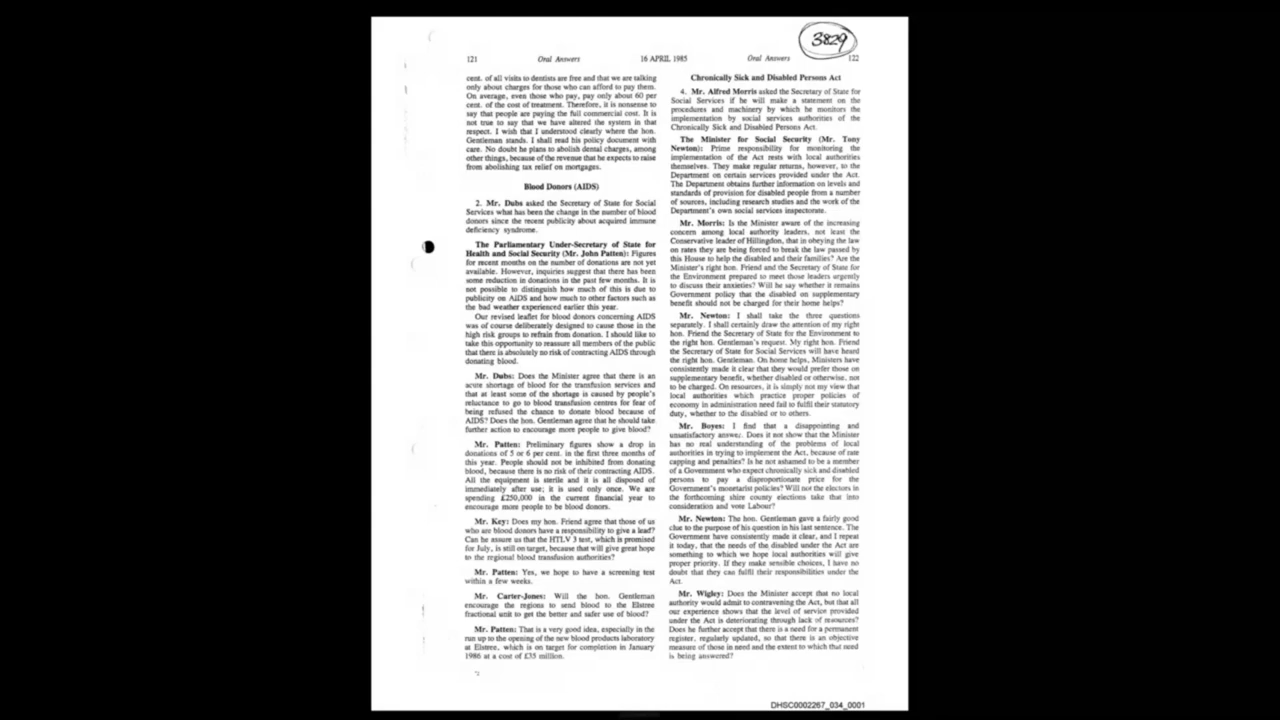 3829
121 Oral Answers 16 APRIL 1985 Oral Answers 122
cent. of all visits to dentists are free and that we are talking
only about charges for those who can afford to pay them.
On average, even those who pay, pay only about 60 per
cent. of the cost of treatment. Therefore, it is nonsense to
say that people are paying the full commercial cost. It is
not true to say that we have altered the system in that
respect. I wish that I understood clearly where the hon.
Gentleman stands. I shall read his policy document with
care. No doubt he plans to abolish dental charges, among
other things, because of the revenue that he expects to raise
from abolishing tax relief on mortgages.
Blood Donors (AIDS)
2. Mr. Dubs asked the Secretary of State for Social
Services what has been the change in the number of blood
donors since the recent publicity about acquired immune
deficiency syndrome.
The Parliamentary Under-Secretary of State for
Health and Social Security (Mr. John Patten): Figures
for recent months on the number of donations are not yet
available. However, inquiries suggest that there has been
some reduction in donations in the past few months. It is
not possible to distinguish how much of this is due to
publicity on AIDS and how much to other factors such as
the bad weather experienced earlier this year.
Our revised leaflet for blood donors concerning AIDS
was of course deliberately designed to cause those in the
high risk groups to refrain from donation. I should like to
take this opportunity to reassure all members of the public
that there is absolutely no risk of contracting AIDS through
donating blood.
Mr. Dubs: Does the Minister agree that there is an
acute shortage of blood for the transfusion services and
that at least some of the shortage is caused by people's
reluctance to go to blood transfusion centres for fear of
being refused the chance to donate blood because of
AIDS? Does the hon. Gentleman agree that he should take
further action to encourage more people to give blood?
Mr. Patten: Preliminary figures show a drop in
donations of 5 or 6 per cent. in the first three months of
this year. People should not be inhibited from donating
blood, because there is no risk of their contracting AIDS.
All the equipment is sterile and it is all disposed of
immediately after use; it is used only once. We are
spending £250,000 in the current financial year to
encourage more people to be blood donors.
Mr. Key: Does my hon. Friend agree that those of us
who are blood donors have a responsibility to give a lead?
Can he assure us that the HTLV 3 test, which is promised
for July, is still on target, because that will give great hope
to the regional blood transfusion authorities?
Mr. Patten: Yes, we hope to have a screening test
within a few weeks.
Mr. Carter-Jones: Will the hon. Gentleman
encourage the regions to send blood to the Elstree
fractional unit to get the better and safer use of blood?
Mr. Patten: That is a very good idea, especially in the
run up to the opening of the new blood products laboratory
at Elstree, which is on target for completion in January
1986 at a cost of £35 million.
Chronically Sick and Disabled Persons Act
4. Mr. Alfred Morris asked the Secretary of State for
Social Services if he will make a statement on the
procedures and machinery by which he monitors the
implementation by social services authorities of the
Chronically Sick and Disabled Persons Act.
The Minister for Social Security (Mr. Tony
Newton): Prime responsibility for monitoring the
implementation of the Act rests with local authorities
themselves. They make regular returns, however, to the
Department on certain services provided under the Act.
The Department obtains further information on levels and
standards of provision for disabled people from a number
of sources, including research studies and the work of the
Department's own social services inspectorate.
Mr. Morris: Is the Minister aware of the increasing
concern among local authority leaders, not least the
Conservative leader of Hillingdon, that in obeying the law
on rates they are being forced to break the law passed by
this House to help the disabled and their families? Are the
Minister's right hon. Friend and the Secretary of State for
the Environment prepared to meet those leaders urgently
to discuss their anxieties? Will he say whether it remains
Government policy that the disabled on supplementary
benefit should not be charged for their home helps?
Mr. Newton: I shall take the three questions
separately. I shall certainly draw the attention of my right
hon. Friend the Secretary of State for the Environment to
the right hon. Gentleman's request. My right hon. Friend
the Secretary of State for Social Services will have heard
the right hon. Gentleman. On home helps, Ministers have
consistently made it clear that they would prefer those on
supplementary benefit, whether disabled or otherwise, not
to be charged. On resources, it is simply not my view that
local authorities which practice proper policies of
economy in administration need fail to fulfil their statutory
duty, whether to the disabled or to others.
Mr. Boyes: I find that a disappointing and
unsatisfactory answer. Does it not show that the Minister
has no real understanding of the problems of local
authorities in trying to implement the Act, because of rate
capping and penalties? Is he not ashamed to be a member
of a Government who expect chronically sick and disabled
persons to pay a disproportionate price for the
Government's monetarist policies? Will not the electors in
the forthcoming shire county elections take that into
consideration and vote Labour?
Mr. Newton: The hon. Gentleman gave a fairly good
clue to the purpose of his question in his last sentence. The
Government have consistently made it clear, and I repeat
it today, that the needs of the disabled under the Act are
something to which we hope local authorities will give
proper priority. If they make sensible choices, I have no
doubt that they can fulfil their responsibilities under the
Act.
Mr. Wigley: Does the Minister accept that no local
authority would admit to contravening the Act, but that all
our experience shows that the level of service provided
under the Act is deteriorating through lack of resources?
Does he further accept that there is a need for a permanent
register, regularly updated, so that there is an objective
measure of those in need and the extent to which that need
is being answered?
DHSC0002267_034_0001